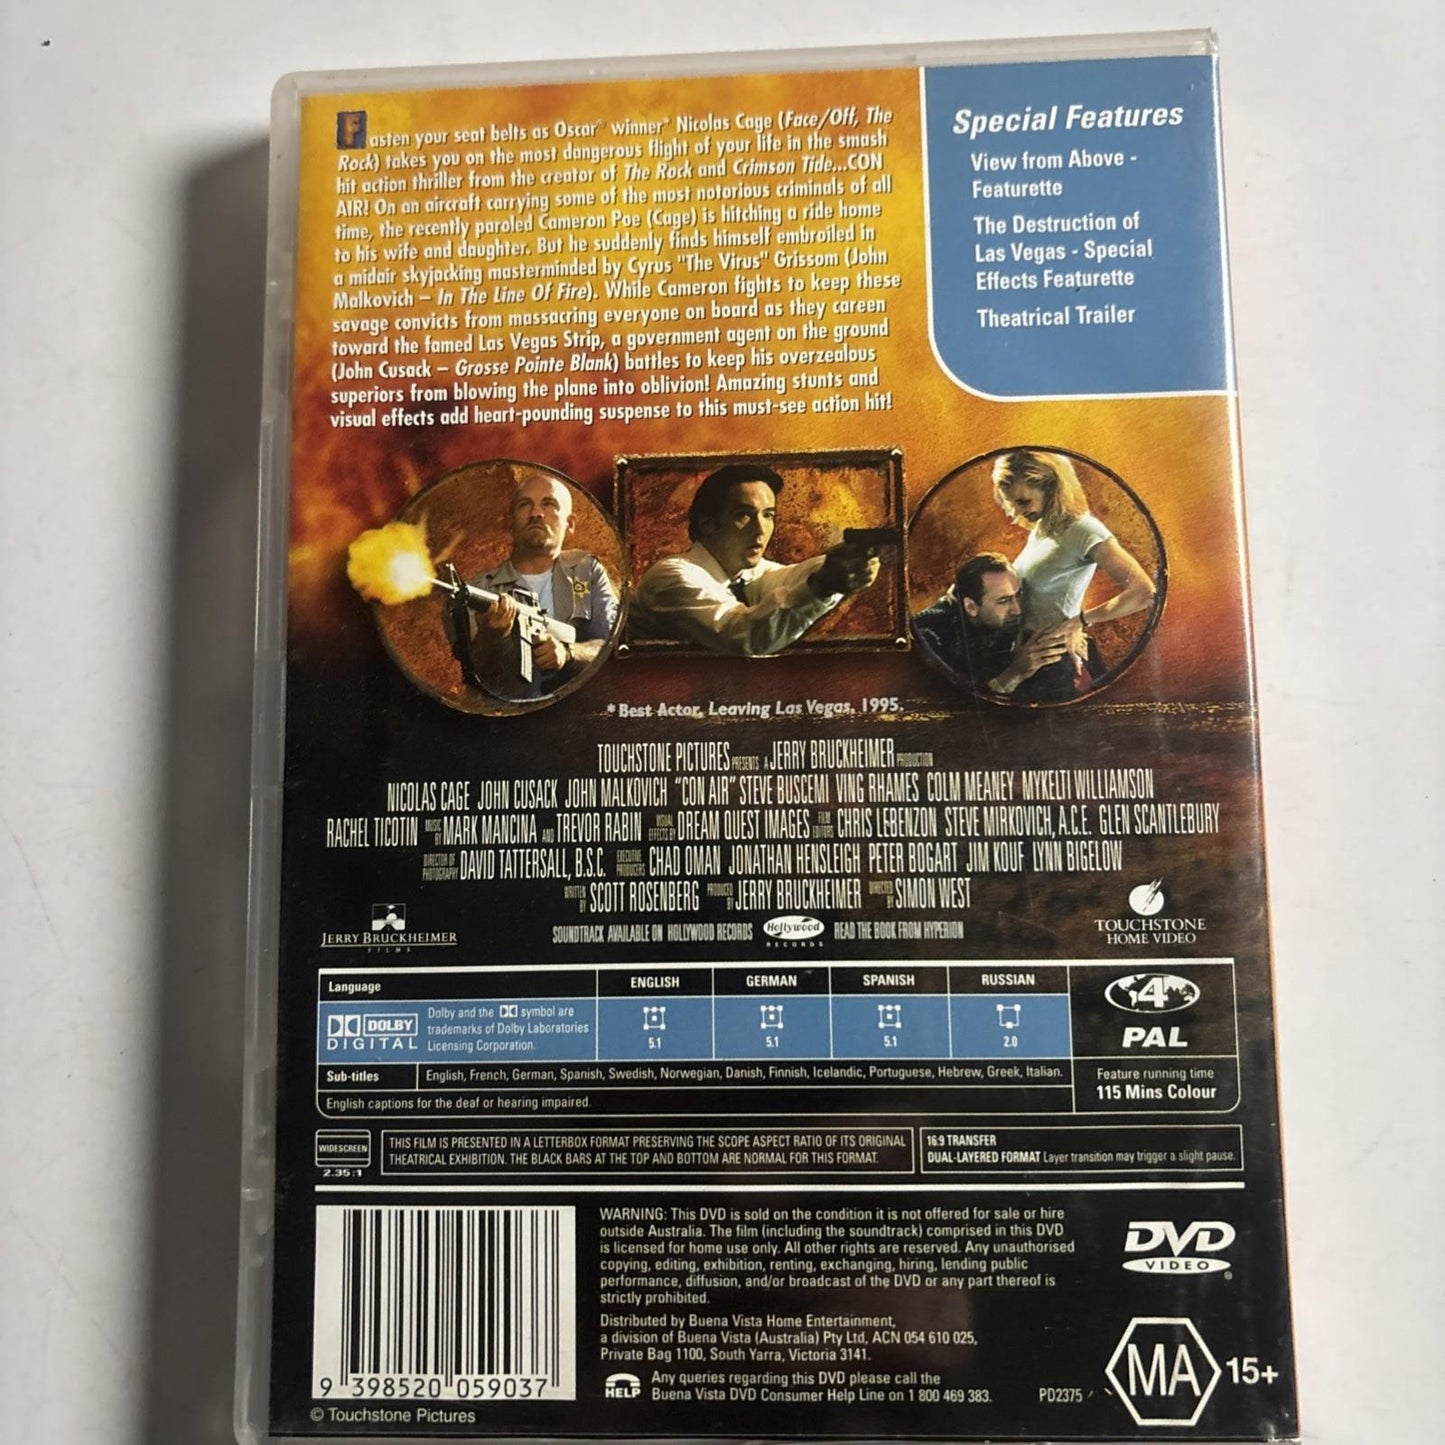 Fasten your seat belts as Oscar® winner* Nicolas Cage (Face/Off, The
Rock) takes you on the most dangerous flight of your life in the smash
hit action thriller from the creator of The Rock and Crimson Tide...CON
AIR! On an aircraft carrying some of the most notorious criminals of all
time, the recently paroled Cameron Poe (Cage) is hitching a ride home
to his wife and daughter. But he suddenly finds himself embroiled in
a midair skyjacking masterminded by Cyrus "The Virus" Grissom (John
Malkovich – In The Line Of Fire). While Cameron fights to keep these
savage convicts from massacring everyone on board as they careen
toward the famed Las Vegas Strip, a government agent on the ground
(John Cusack – Grosse Pointe Blank) battles to keep his overzealous
superiors from blowing the plane into oblivion! Amazing stunts and
visual effects add heart-pounding suspense to this must-see action hit!
Special Features
View from Above -
Featurette
The Destruction of
Las Vegas - Special
Effects Featurette
Theatrical Trailer
* Best Actor, Leaving Las Vegas, 1995.
TOUCHSTONE PICTURES PRESENTS A JERRY BRUCKHEIMER PRODUCTION
NICOLAS CAGE JOHN CUSACK JOHN MALKOVICH "CON AIR" STEVE BUSCEMI VING RHAMES COLM MEANEY MYKELTI WILLIAMSON
RACHEL TICOTIN MUSIC BY MARK MANCINA AND TREVOR RABIN VISUAL EFFECTS BY DREAM QUEST IMAGES FILM EDITORS CHRIS LEBENZON STEVE MIRKOVICH, A.C.E. GLEN SCANTLEBURY
DIRECTOR OF PHOTOGRAPHY DAVID TATTERSALL, B.S.C. EXECUTIVE PRODUCERS CHAD OMAN JONATHAN HENSLEIGH PETER BOGART JIM KOUF LYNN BIGELOW
WRITTEN BY SCOTT ROSENBERG PRODUCED BY JERRY BRUCKHEIMER DIRECTED BY SIMON WEST
JERRY BRUCKHEIMER
FILMS
SOUNDTRACK AVAILABLE ON HOLLYWOOD RECORDS Hollywood RECORDS READ THE BOOK FROM HYPERION
TOUCHSTONE
HOME VIDEO
Language ENGLISH GERMAN SPANISH RUSSIAN
DOLBY
DIGITAL
Dolby and the DD symbol are
trademarks of Dolby Laboratories
Licensing Corporation.
5.1 5.1 5.1 2.0
4
PAL
Sub-titles English, French, German, Spanish, Swedish, Norwegian, Danish, Finnish, Icelandic, Portuguese, Hebrew, Greek, Italian.
English captions for the deaf or hearing impaired.
Feature running time
115 Mins Colour
WIDESCREEN
2.35:1
THIS FILM IS PRESENTED IN A LETTERBOX FORMAT PRESERVING THE SCOPE ASPECT RATIO OF ITS ORIGINAL
THEATRICAL EXHIBITION. THE BLACK BARS AT THE TOP AND BOTTOM ARE NORMAL FOR THIS FORMAT.
16:9 TRANSFER
DUAL-LAYERED FORMAT Layer transition may trigger a slight pause.
WARNING: This DVD is sold on the condition it is not offered for sale or hire
outside Australia. The film (including the soundtrack) comprised in this DVD
is licensed for home use only. All other rights are reserved. Any unauthorised
copying, editing, exhibition, renting, exchanging, hiring, lending public
performance, diffusion, and/or broadcast of the DVD or any part thereof is
strictly prohibited.
Distributed by Buena Vista Home Entertainment,
a division of Buena Vista (Australia) Pty Ltd, ACN 054 610 025,
Private Bag 1100, South Yarra, Victoria 3141.
HELP
Any queries regarding this DVD please call the
Buena Vista DVD Consumer Help Line on 1 800 469 383.
PD2375
DVD
VIDEO®
MA 15+
9 398520 059037
© Touchstone Pictures